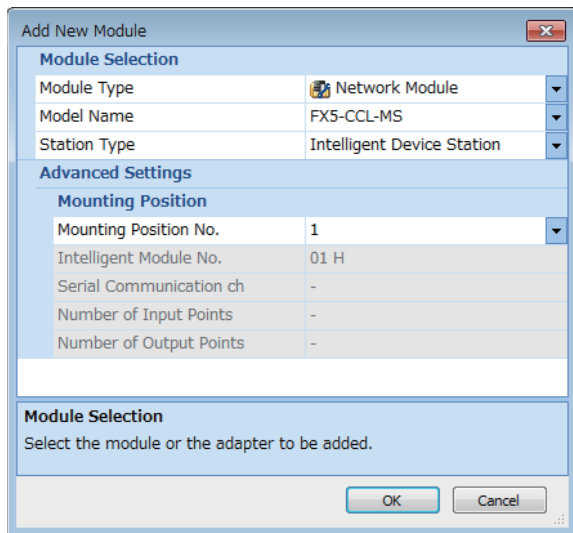 Add New Module
Module Selection
Module Type Network Module
Model Name FX5-CCL-MS
Station Type Intelligent Device Station
Advanced Settings
Mounting Position
Mounting Position No. 1
Intelligent Module No. 01 H
Serial Communication ch -
Number of Input Points -
Number of Output Points -
Module Selection
Select the module or the adapter to be added.
OK Cancel